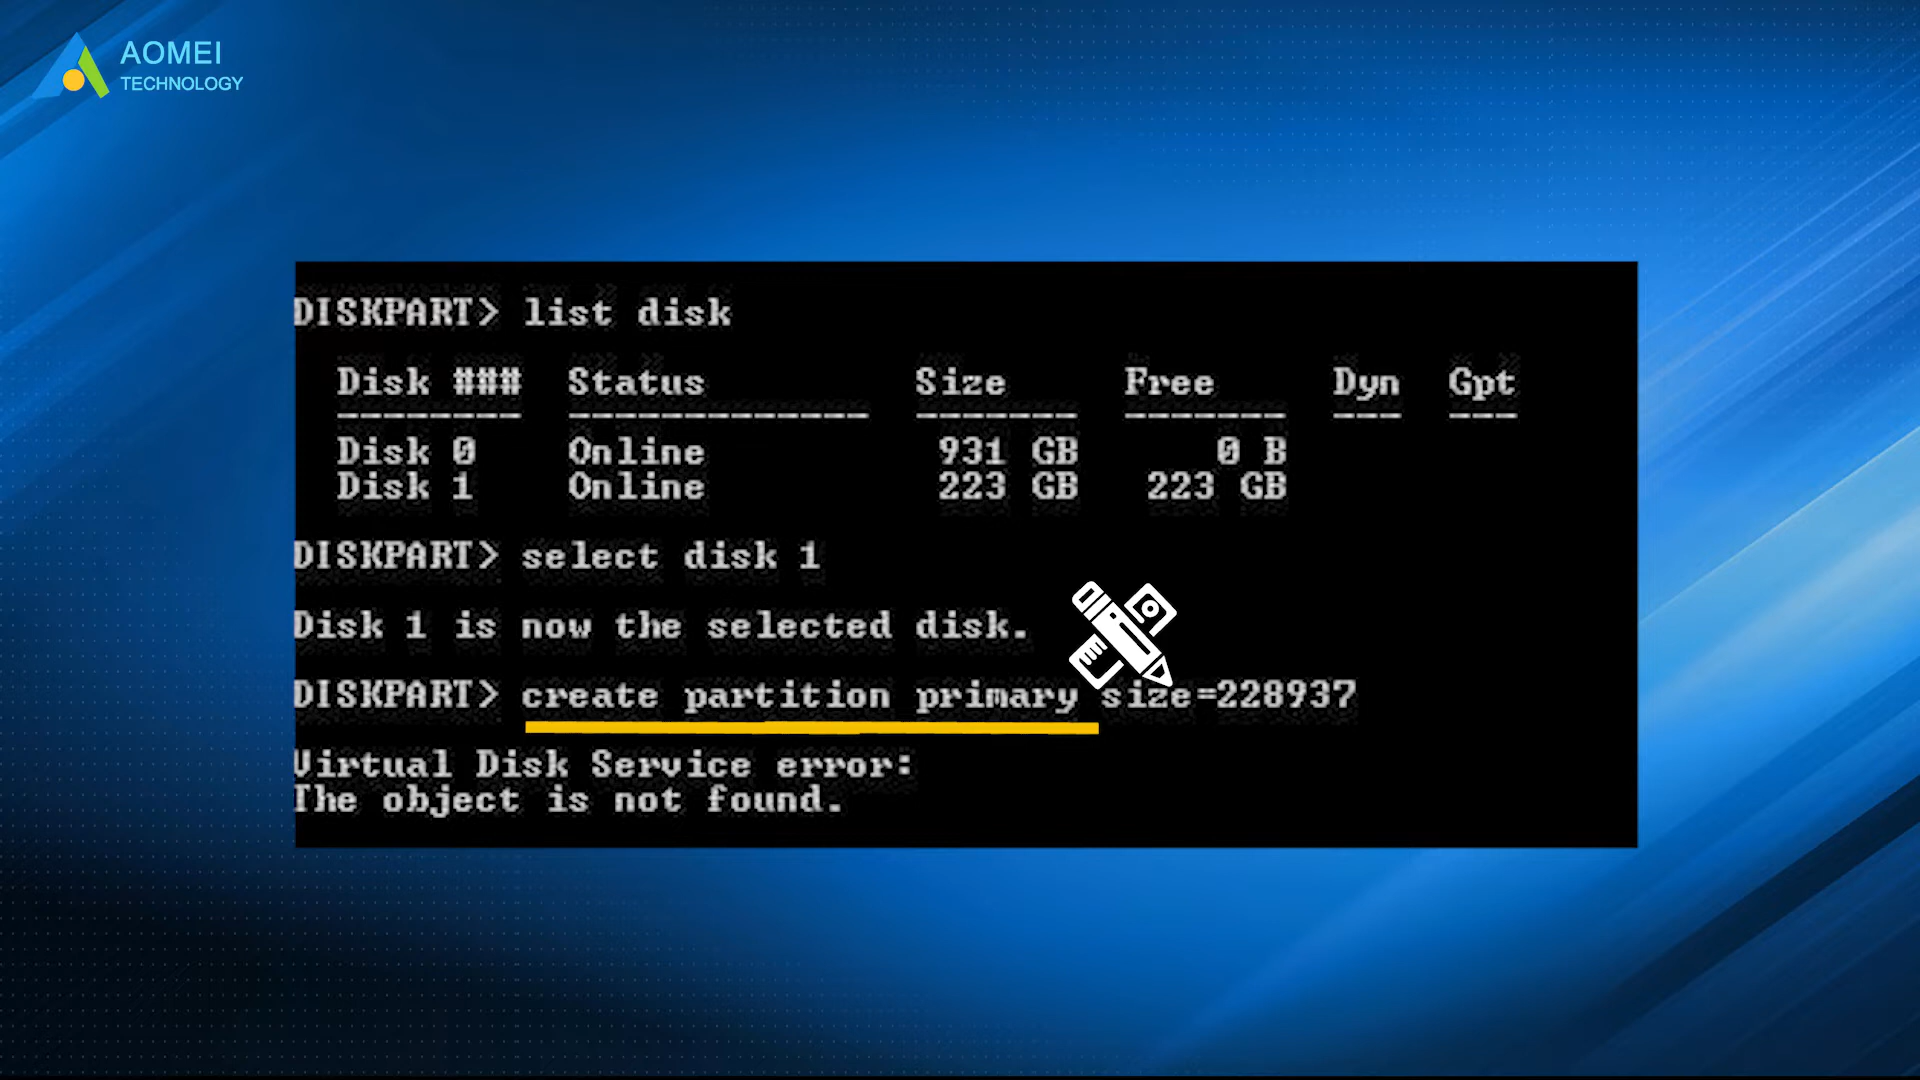 AOMEI
TECHNOLOGY
DISKPART> list disk
Disk ### Status Size Free Dyn Gpt
-------- ------------- ------- ------- --- ---
Disk 0 Online 931 GB 0 B
Disk 1 Online 223 GB 223 GB
DISKPART> select disk 1
Disk 1 is now the selected disk.
DISKPART> create partition primary size=228937
Virtual Disk Service error:
The object is not found.